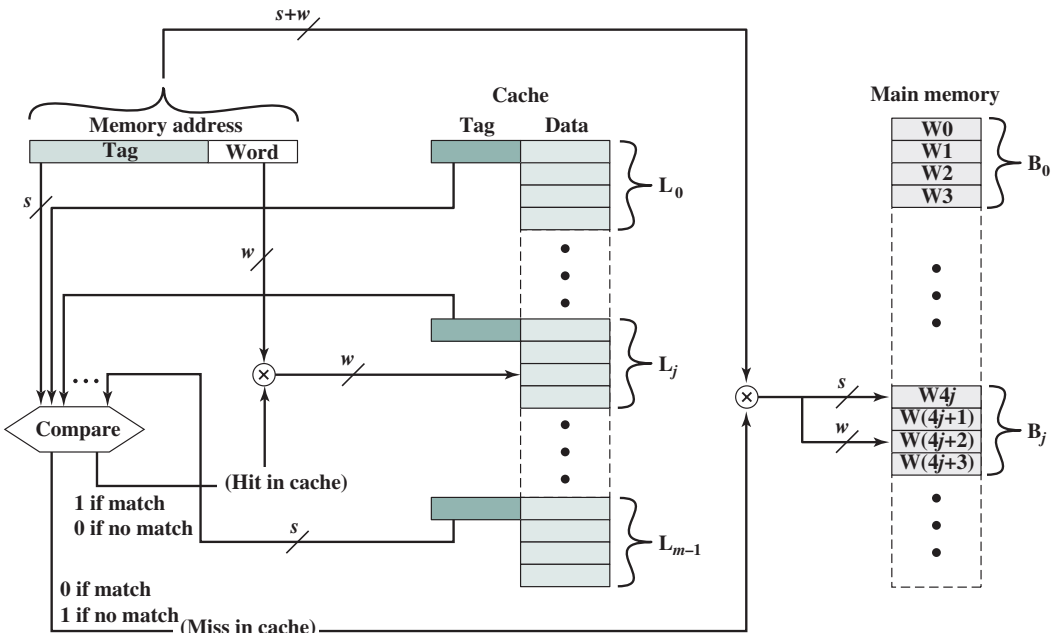 s+w
Cache
Main memory
Memory address
Tag Data
Tag Word
W0
W1
W2
W3
B0
L0
s
w
Lj
w
s
W4j
W(4j+1)
W(4j+2)
W(4j+3)
Bj
w
Compare
(Hit in cache)
1 if match
0 if no match
s
Lm–1
0 if match
1 if no match
(Miss in cache)